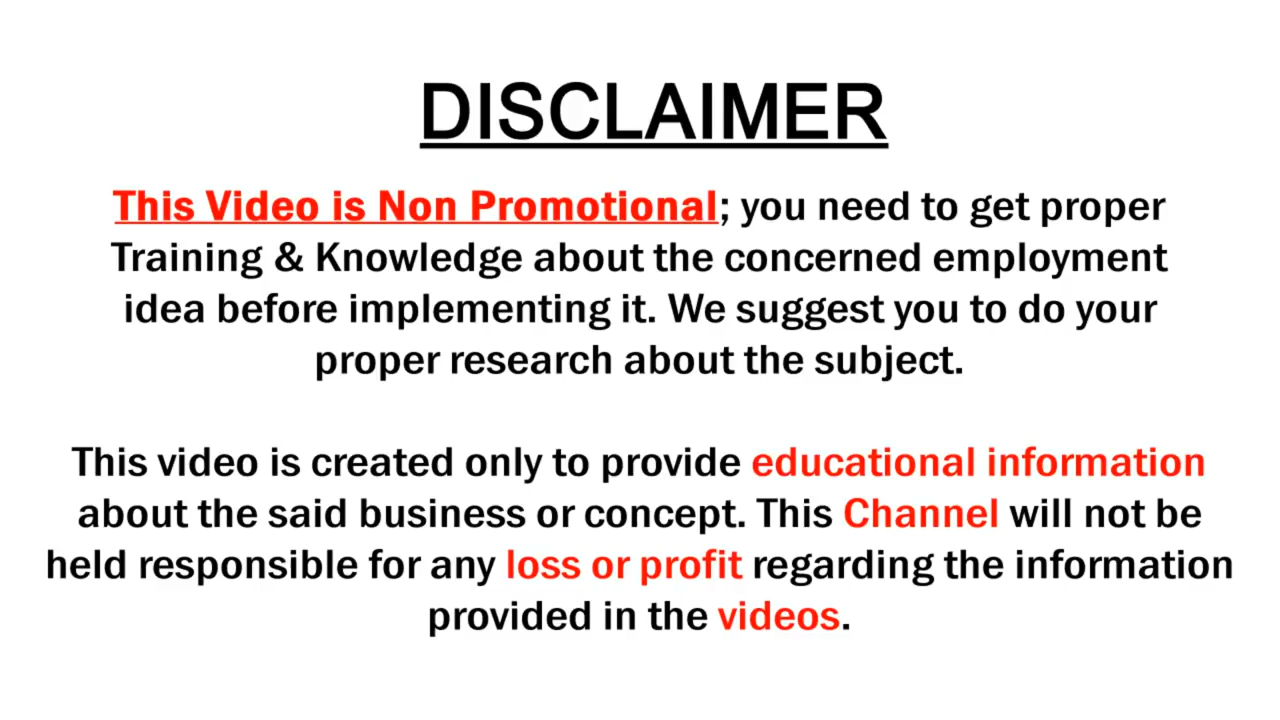 DISCLAIMER
This Video is Non Promotional; you need to get proper
Training & Knowledge about the concerned employment
idea before implementing it. We suggest you to do your
proper research about the subject.
This video is created only to provide educational information
about the said business or concept. This Channel will not be
held responsible for any loss or profit regarding the information
provided in the videos.